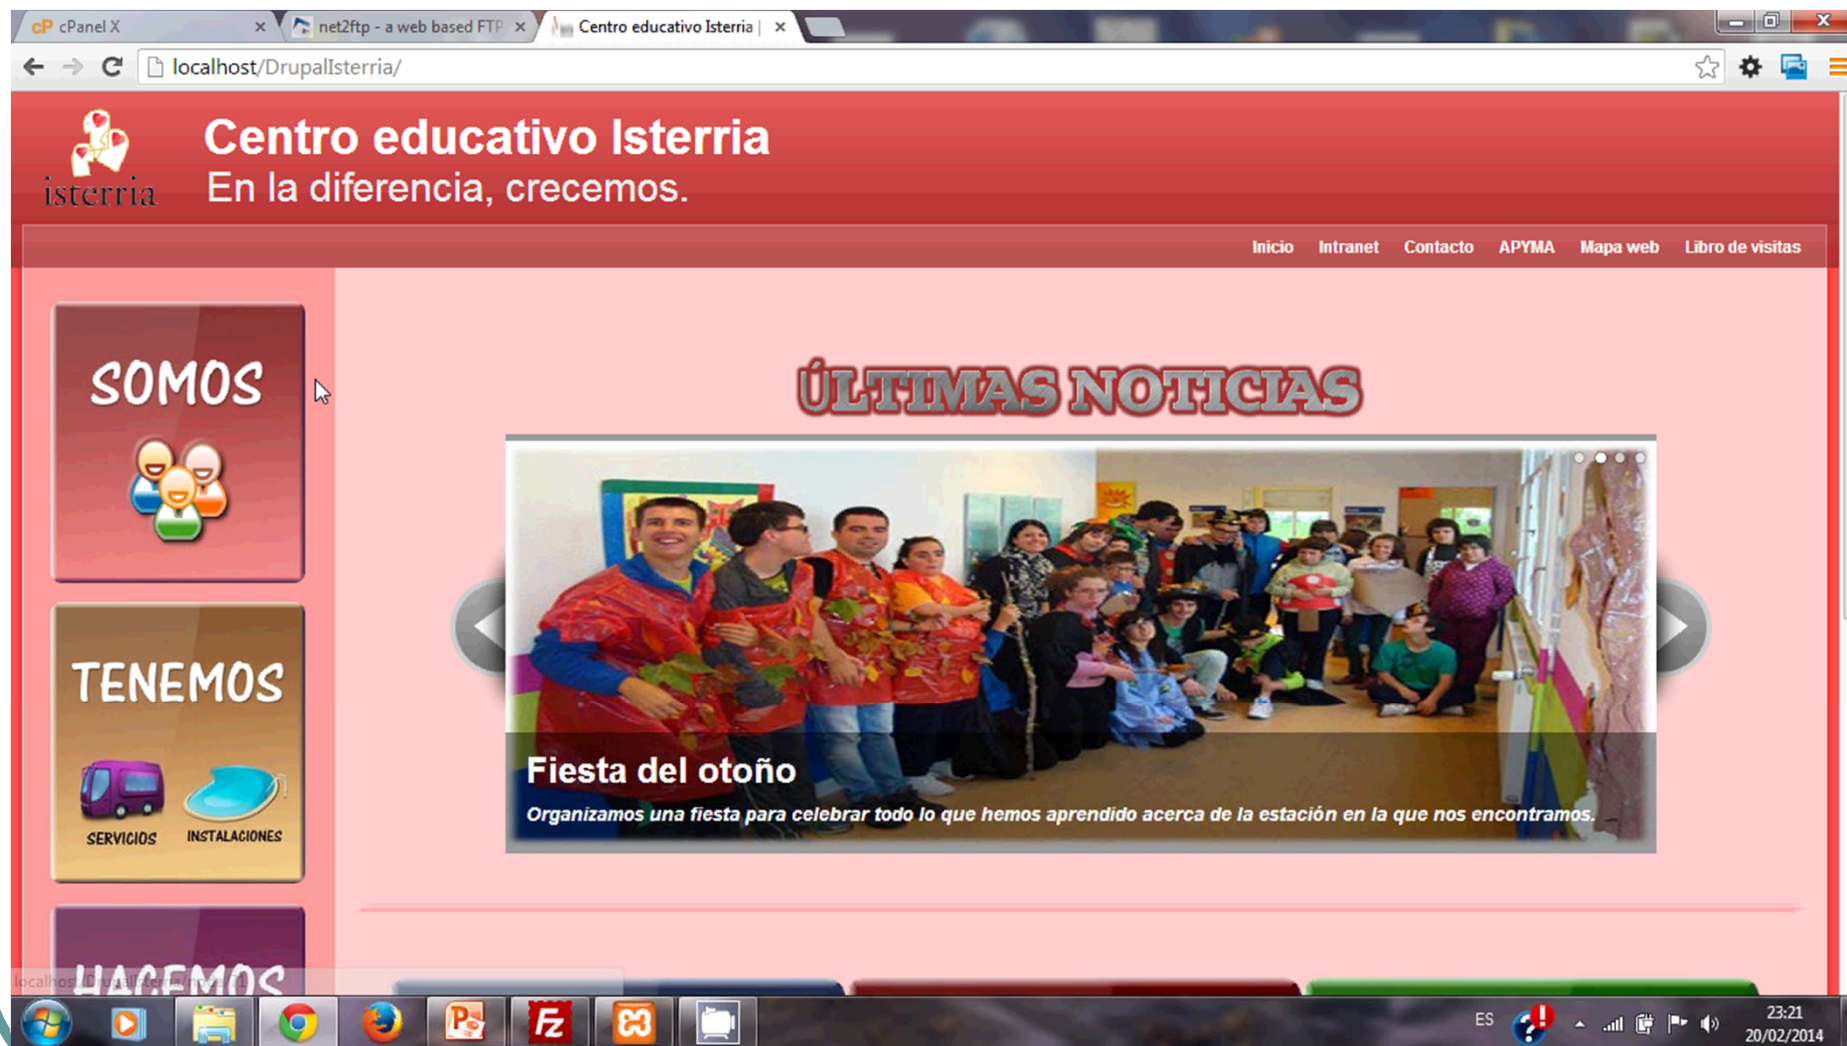 cPanel X
net2ftp - a web based FTP
Centro educativo Isterria |
localhost/DrupalIsterria/
isterria
Centro educativo Isterria
En la diferencia, crecemos.
Inicio Intranet Contacto APYMA Mapa web Libro de visitas
SOMOS
ÚLTIMAS NOTICIAS
TENEMOS
SERVICIOS INSTALACIONES
Fiesta del otoño
Organizamos una fiesta para celebrar todo lo que hemos aprendido acerca de la estación en la que nos encontramos.
HACEMOS
ES
23:21
20/02/2014